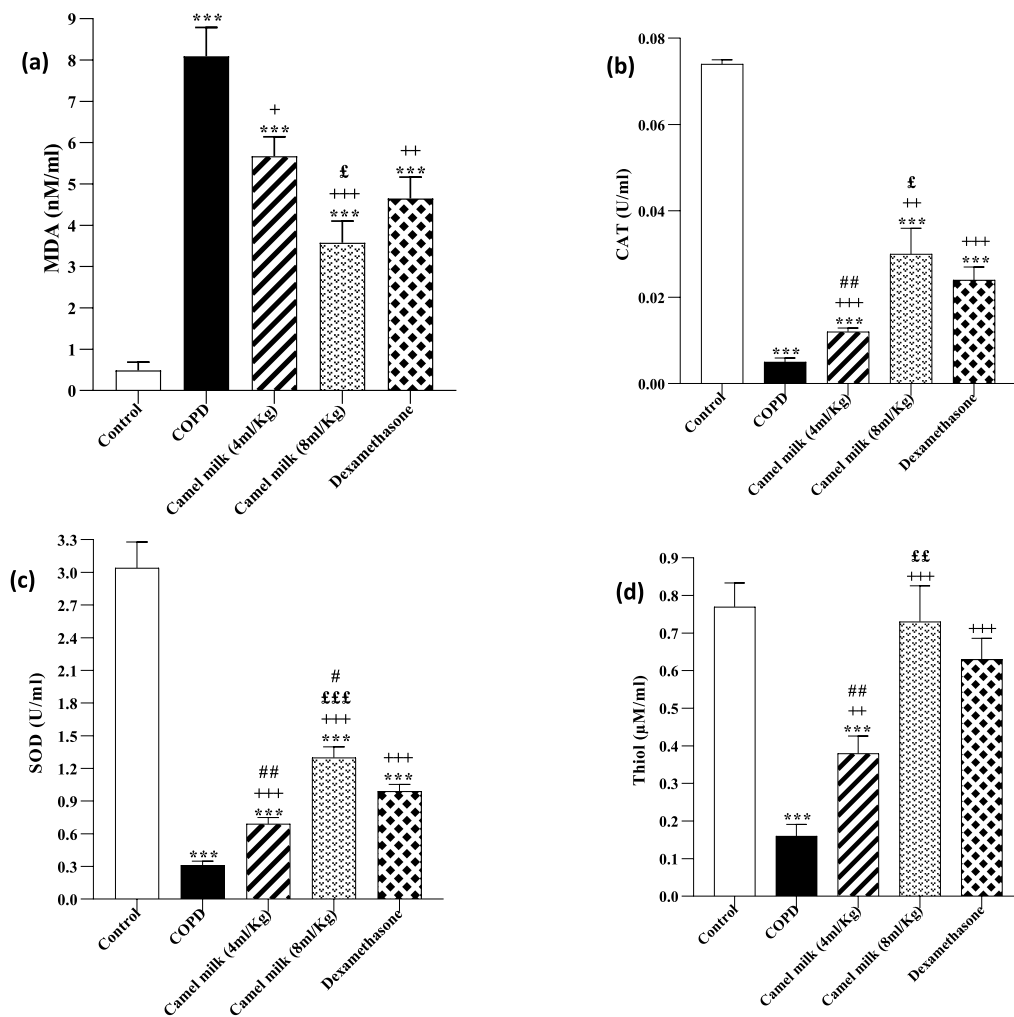 (a)
MDA (nM/ml)
9
8
7
6
5
4
3
2
1
0
***
+
***
£
+++
***
++
***
Control
COPD
Camel milk (4ml/Kg)
Camel milk (8ml/Kg)
Dexamethasone
(b)
CAT (U/ml)
0.08
0.06
0.04
0.02
0.00
***
##
+++
***
£
++
***
+++
***
Control
COPD
Camel milk (4ml/Kg)
Camel milk (8ml/Kg)
Dexamethasone
(c)
SOD (U/ml)
3.3
3.0
2.7
2.4
2.1
1.8
1.5
1.2
0.9
0.6
0.3
0.0
***
##
+++
***
#
£££
+++
***
+++
***
Control
COPD
Camel milk (4ml/Kg)
Camel milk (8ml/Kg)
Dexamethasone
(d)
Thiol (µM/ml)
0.9
0.8
0.7
0.6
0.5
0.4
0.3
0.2
0.1
0.0
***
##
++
***
££
+++
+++
Control
COPD
Camel milk (4ml/Kg)
Camel milk (8ml/Kg)
Dexamethasone